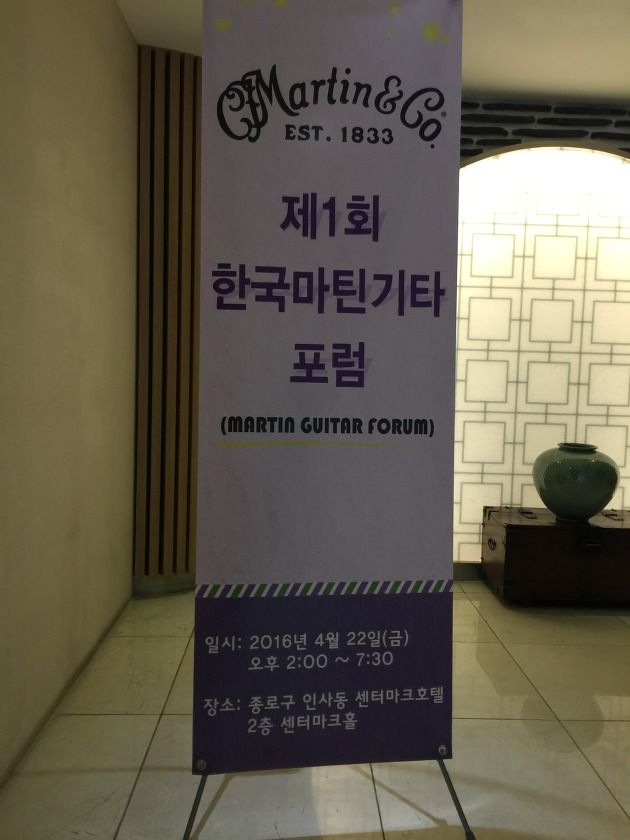 CF Martin & Co.®
EST. 1833
제1회
한국마틴기타
포럼
(MARTIN GUITAR FORUM)
일시: 2016년 4월 22일(금)
오후 2:00 ~ 7:30
장소: 종로구 인사동 센터마크호텔
2층 센터마크홀